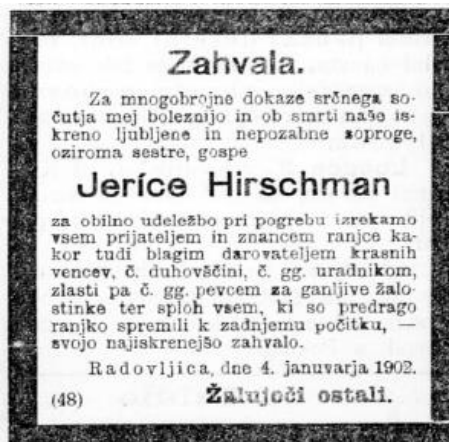 Zahvala.
Za mnogobrojne dokaze srčnega so-
čutja mej boleznijo in ob smrti naše is-
kreno ljubljene in nepozabne soproge,
oziroma sestre, gospe
Jerice Hirschman
za obilno udeležbo pri pogrebu izrekamo
vsem prijateljem in znancem ranjce ka-
kor tudi blagim darovateljem krasnih
vencev, č. duhovščini, č. gg. uradnikom,
zlasti pa č. gg. pevcem za ganljive žalo-
stinke ter sploh vsem, ki so predrago
ranjko spremili k zadnjemu počitku, —
svojo najiskrenejšo zahvalo.
Radovljica, dne 4. januvarja 1902.
(48) Žalujoči ostali.